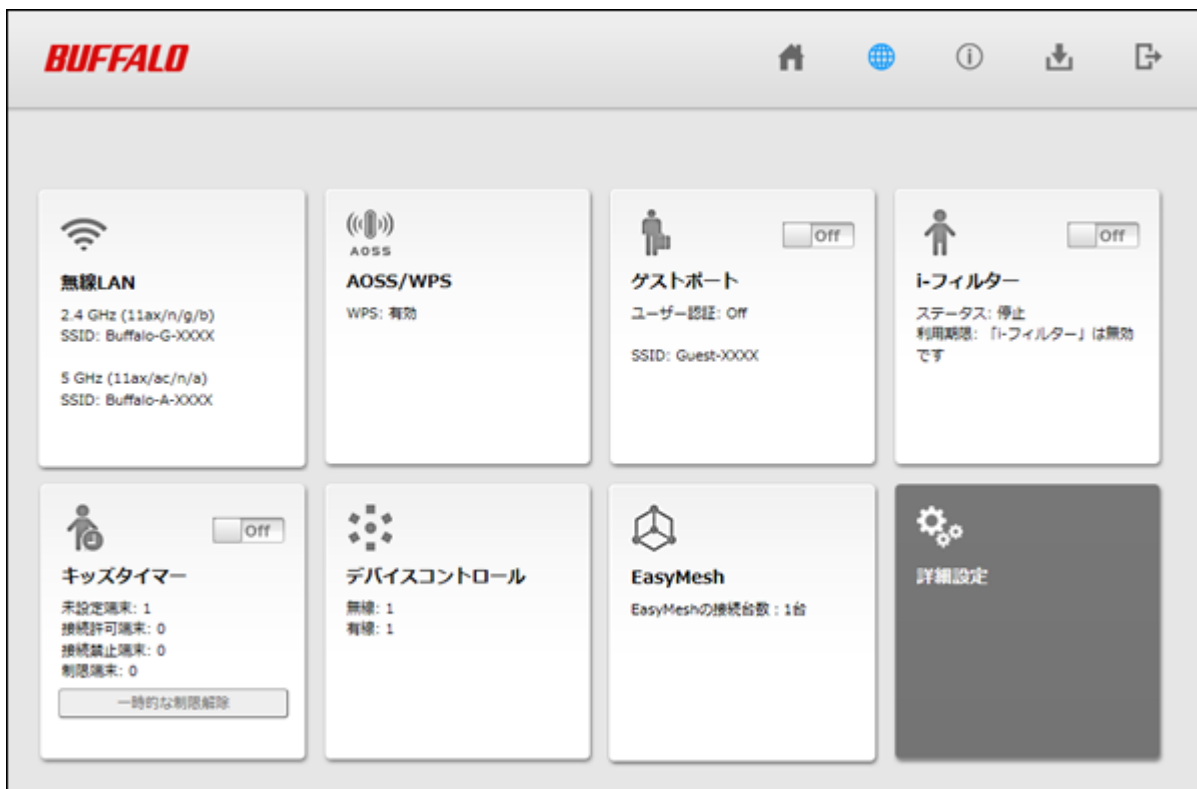 BUFFALO
無線LAN
2.4 GHz (11ax/n/g/b)
SSID: Buffalo-G-XXXX
5 GHz (11ax/ac/n/a)
SSID: Buffalo-A-XXXX
AOSS
AOSS/WPS
WPS: 有効
Off
ゲストポート
ユーザー認証: Off
SSID: Guest-XXXX
Off
i-フィルター
ステータス: 停止
利用期限: 「i-フィルター」は無効
です
Off
キッズタイマー
未設定端末: 1
接続許可端末: 0
接続禁止端末: 0
制限端末: 0
一時的な制限解除
デバイスコントロール
無線: 1
有線: 1
EasyMesh
EasyMeshの接続台数 : 1台
詳細設定